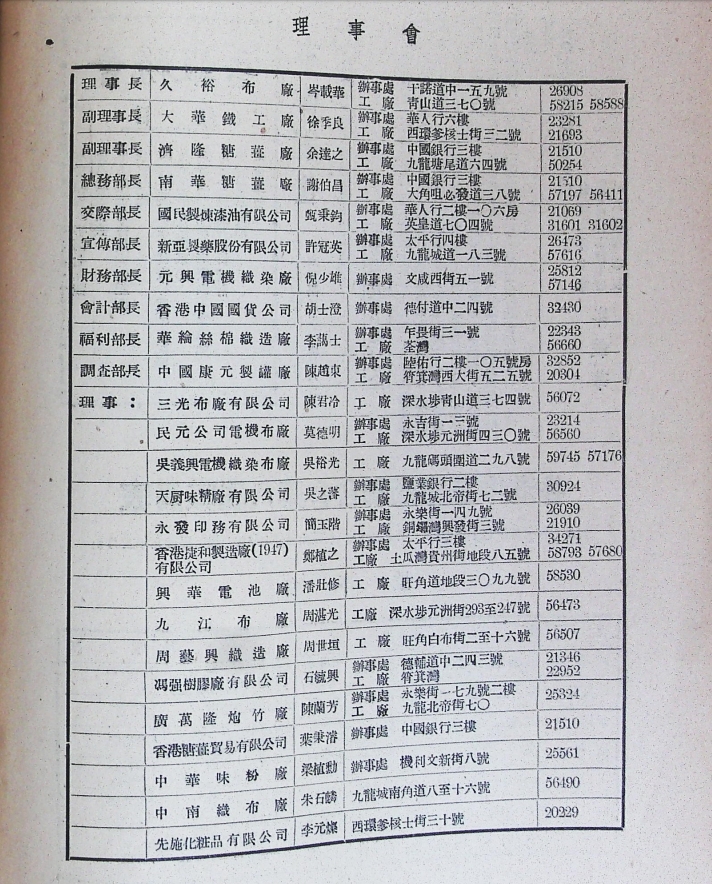 理事會
理事長 久裕布廠 岑載華 辦事處 干諾道中一五九號 26908
工廠 青山道三七〇號 58215 58588
副理事長 大華鐵工廠 徐季良 辦事處 華人行六樓 23281
工廠 西環爹核士街三二號 21693
副理事長 濟隆糖薑廠 余達之 辦事處 中國銀行三樓 21510
工廠 九龍塘尾道六四號 50254
總務部長 南華糖薑廠 謝伯昌 辦事處 中國銀行三樓 21510
工廠 大角咀必發道三八號 57197 56411
交際部長 國民製煉漆油有限公司 甄秉鈞 辦事處 華人行二樓一〇六房 21069
工廠 英皇道七〇四號 31601 31602
宣傳部長 新亞製藥股份有限公司 許冠英 辦事處 太平行四樓 26473
工廠 九龍城道一八三號 57616
財務部長 元興電機織染廠 倪少雄 辦事處 文咸西街五一號 25812
57146
會計部長 香港中國國貨公司 胡士澄 辦事處 德付道中二四號 32430
福利部長 華綸絲棉織造廠 李藹士 辦事處 乍畏街三一號 22343
工廠 荃灣 56660
調查部長 中國康元製罐廠 陳趙東 辦事處 陸佑行二樓一〇五號房 32852
工廠 筲箕灣西大街五二五號 20304
理事： 三光布廠有限公司 陳君冷 工廠 深水埗青山道三七四號 56072
民元公司電機布廠 莫德明 辦事處 永吉街一三號 23214
工廠 深水埗元洲街四三〇號 56560
吳義興電機織染布廠 吳裕光 工廠 九龍碼頭圍道二九八號 59745 57176
天厨味精廠有限公司 吳之蕃 辦事處 鹽業銀行二樓 30924
工廠 九龍城北帝街七二號
永發印務有限公司 簡玉階 辦事處 永樂街一四九號 26039
工廠 銅鑼灣興發街三號 21910
香港捷和製造廠(1947)有限公司 鄭植之 辦事處 太平行三樓 34271
工廠 土瓜灣貴州街地段八五號 58793 57680
興華電池廠 潘壯修 工廠 旺角道地段三〇九九號 58530
九江布廠 周湛光 工廠 深水埗元洲街293至247號 56473
周藝興織造廠 周世垣 工廠 旺角白布街二至十六號 56507
馮强樹膠廠有限公司 石毓興 辦事處 德輔道中二四三號 21346
工廠 筲箕灣 22952
廣萬隆炮竹廠 陳蘭芳 辦事處 永樂街一七九號二樓 25324
工廠 九龍北帝街七〇
香港糖薑貿易有限公司 葉秉濬 辦事處 中國銀行三樓 21510
中華味粉廠 梁植勳 辦事處 機利文新街八號 25561
中南織布廠 朱石麟 九龍城南角道八至十六號 56490
先施化粧品有限公司 李元燦 西環爹核士街三十號 20229